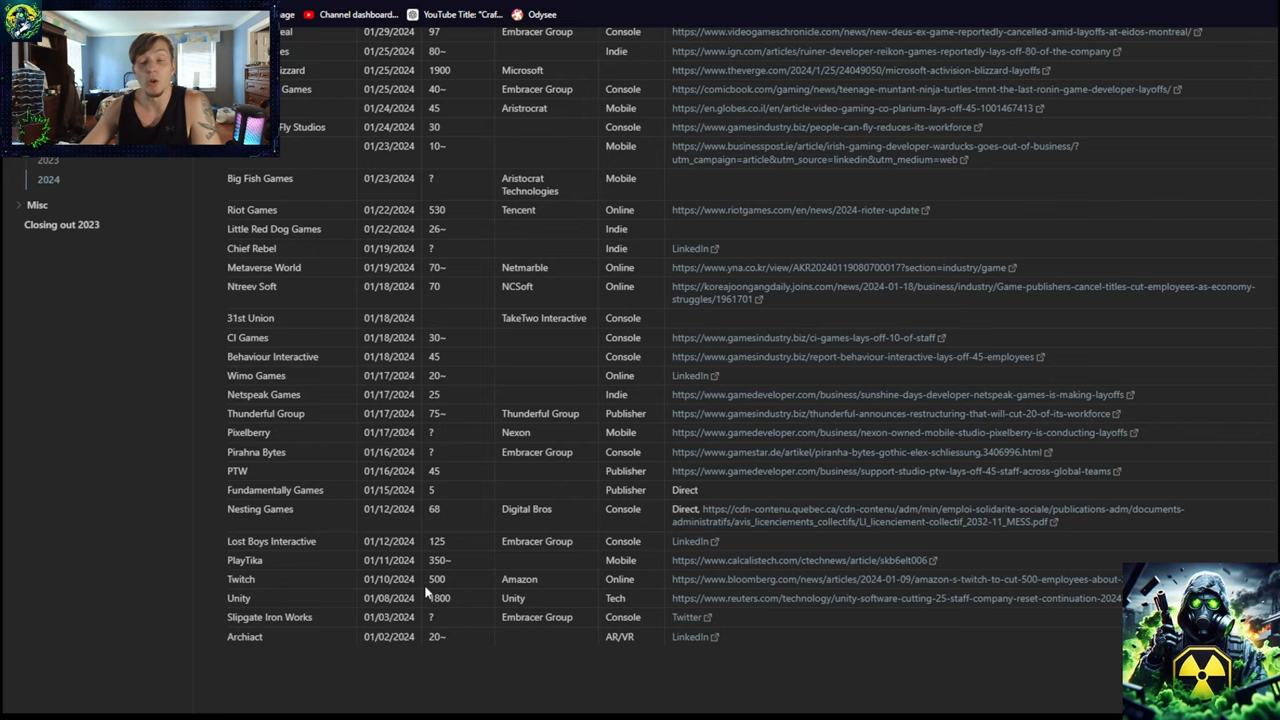 age Channel dashboard... YouTube Title: "Craf... Odysee
eal 01/29/2024 97 Embracer Group Console https://www.videogameschronicle.com/news/new-deus-ex-game-reportedly-cancelled-amid-layoffs-at-eidos-montreal/
es 01/25/2024 80~ Indie https://www.ign.com/articles/ruiner-developer-reikon-games-reportedly-lays-off-80-of-the-company
izzard 01/25/2024 1900 Microsoft https://www.theverge.com/2024/1/25/24049050/microsoft-activision-blizzard-layoffs
Games 01/25/2024 40~ Embracer Group Console https://comicbook.com/gaming/news/teenage-muntant-ninja-turtles-tmnt-the-last-ronin-game-developer-layoffs/
01/24/2024 45 Aristrocrat Mobile https://en.globes.co.il/en/article-video-gaming-co-plarium-lays-off-45-1001467413
Fly Studios 01/24/2024 30 Console https://www.gamesindustry.biz/people-can-fly-reduces-its-workforce
01/23/2024 10~ Mobile https://www.businesspost.ie/article/irish-gaming-developer-warducks-goes-out-of-business/?
utm_campaign=article&utm_source=linkedin&utm_medium=web
2023
2024
Misc
Closing out 2023
Big Fish Games 01/23/2024 ? Aristocrat Mobile
Technologies
Riot Games 01/22/2024 530 Tencent Online https://www.riotgames.com/en/news/2024-rioter-update
Little Red Dog Games 01/22/2024 26~ Indie
Chief Rebel 01/19/2024 ? Indie LinkedIn
Metaverse World 01/19/2024 70~ Netmarble Online https://www.yna.co.kr/view/AKR20240119080700017?section=industry/game
Ntreev Soft 01/18/2024 70 NCSoft Online https://koreajoongangdaily.joins.com/news/2024-01-18/business/industry/Game-publishers-cancel-titles-cut-employees-as-economy-
struggles/1961701
31st Union 01/18/2024 TakeTwo Interactive Console
CI Games 01/18/2024 30~ Console https://www.gamesindustry.biz/ci-games-lays-off-10-of-staff
Behaviour Interactive 01/18/2024 45 Console https://www.gamesindustry.biz/report-behaviour-interactive-lays-off-45-employees
Wimo Games 01/17/2024 20~ Online LinkedIn
Netspeak Games 01/17/2024 25 Indie https://www.gamedeveloper.com/business/sunshine-days-developer-netspeak-games-is-making-layoffs
Thunderful Group 01/17/2024 75~ Thunderful Group Publisher https://www.gamesindustry.biz/thunderful-announces-restructuring-that-will-cut-20-of-its-workforce
Pixelberry 01/17/2024 ? Nexon Mobile https://www.gamedeveloper.com/business/nexon-owned-mobile-studio-pixelberry-is-conducting-layoffs
Pirahna Bytes 01/16/2024 ? Embracer Group Console https://www.gamestar.de/artikel/piranha-bytes-gothic-elex-schliessung,3406996.html
PTW 01/16/2024 45 Publisher https://www.gamedeveloper.com/business/support-studio-ptw-lays-off-45-staff-across-global-teams
Fundamentally Games 01/15/2024 5 Publisher Direct
Nesting Games 01/12/2024 68 Digital Bros Console Direct, https://cdn-contenu.quebec.ca/cdn-contenu/adm/min/emploi-solidarite-sociale/publications-adm/documents-
administratifs/avis_licenciements_collectifs/LI_licenciement-collectif_2032-11_MESS.pdf
Lost Boys Interactive 01/12/2024 125 Embracer Group Console LinkedIn
PlayTika 01/11/2024 350~ Mobile https://www.calcalistech.com/ctechnews/article/skb6elt006
Twitch 01/10/2024 500 Amazon Online https://www.bloomberg.com/news/articles/2024-01-09/amazon-s-twitch-to-cut-500-employees-about-
Unity 01/08/2024 1800 Unity Tech https://www.reuters.com/technology/unity-software-cutting-25-staff-company-reset-continuation-2024
Slipgate Iron Works 01/03/2024 ? Embracer Group Console Twitter
Archiact 01/02/2024 20~ AR/VR LinkedIn